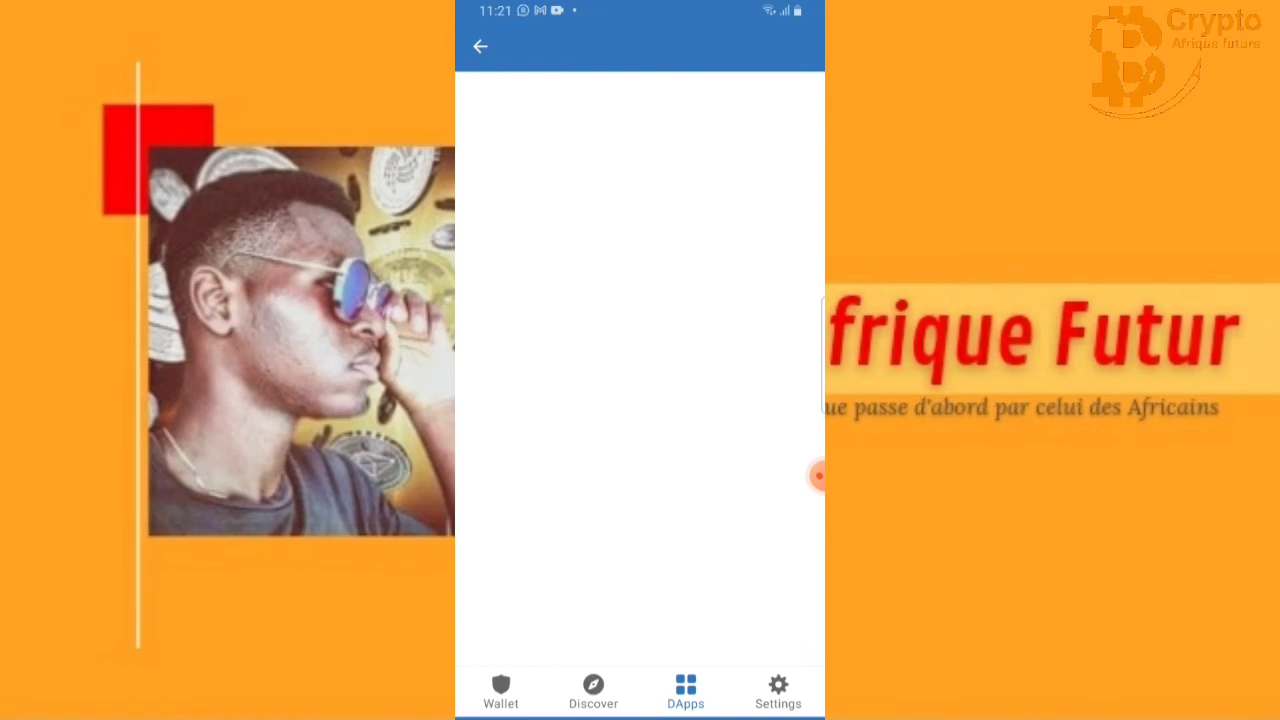 11:21
Crypto
Afrique future
frique Futur
ue passe d'abord par celui des Africains
Wallet
Discover
DApps
Settings